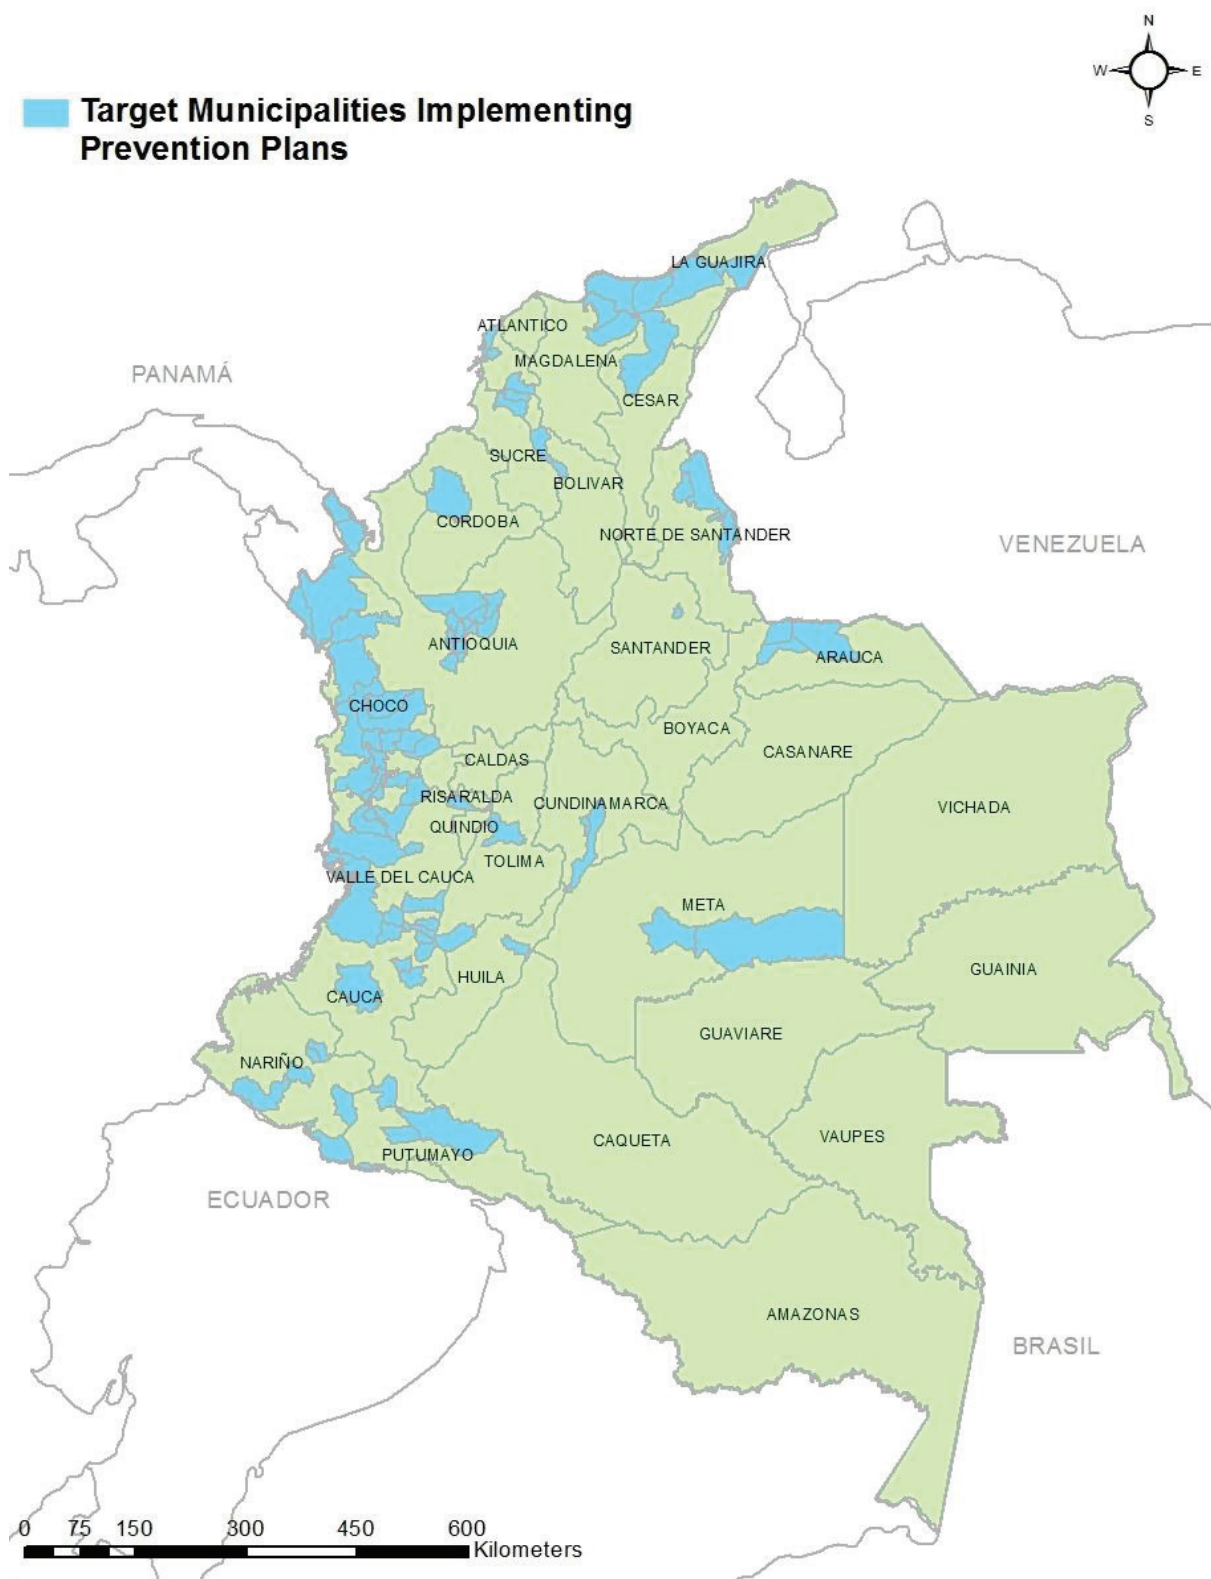 N
W E
S
Target Municipalities Implementing
Prevention Plans
LA GUAJIRA
ATLANTICO
MAGDALENA
PANAMÁ
CESAR
SUCRE
BOLIVAR
CORDOBA
NORTE DE SANTANDER
VENEZUELA
ANTIOQUIA
SANTANDER
ARAUCA
CHOCO
BOYACA
CASANARE
CALDAS
RISARALDA
CUNDINAMARCA
VICHADA
QUINDIO
TOLIMA
VALLE DEL CAUCA
META
HUILA
GUAINIA
CAUCA
GUAVIARE
NARIÑO
CAQUETA
VAUPES
PUTUMAYO
ECUADOR
AMAZONAS
BRASIL
0 75 150 300 450 600
Kilometers